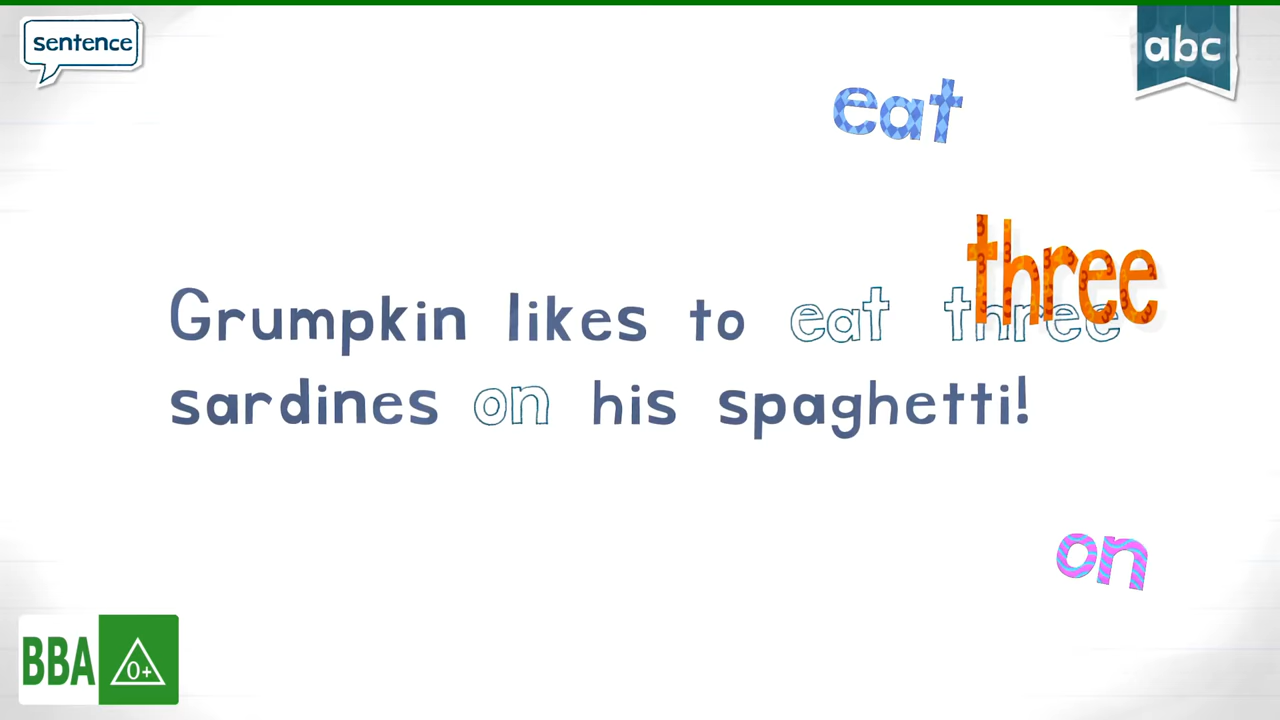 sentence
abc
eat
three
Grumpkin likes to eat three
sardines on his spaghetti!
on
BBA 0+